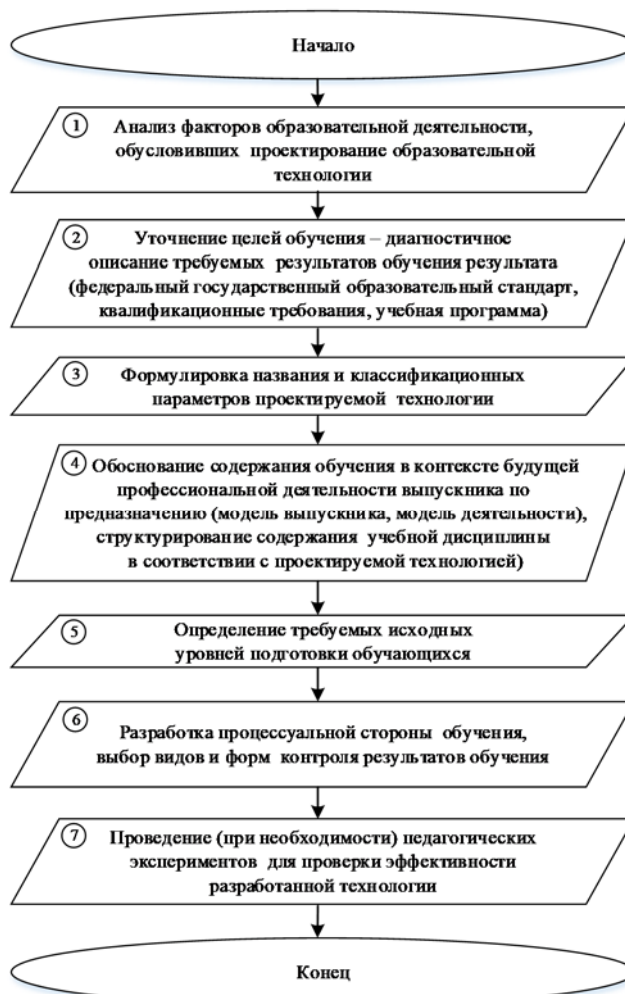 Начало
① Анализ факторов образовательной деятельности,
обусловивших проектирование образовательной
технологии
② Уточнение целей обучения – диагностичное
описание требуемых результатов обучения результата
(федеральный государственный образовательный стандарт,
квалификационные требования, учебная программа)
③ Формулировка названия и классификационных
параметров проектируемой технологии
④ Обоснование содержания обучения в контексте будущей
профессиональной деятельности выпускника по
предназначению (модель выпускника, модель деятельности),
структурирование содержания учебной дисциплины
в соответствии с проектируемой технологией)
⑤ Определение требуемых исходных
уровней подготовки обучающихся
⑥ Разработка процессуальной стороны обучения,
выбор видов и форм контроля результатов обучения
⑦ Проведение (при необходимости) педагогических
экспериментов для проверки эффективности
разработанной технологии
Конец